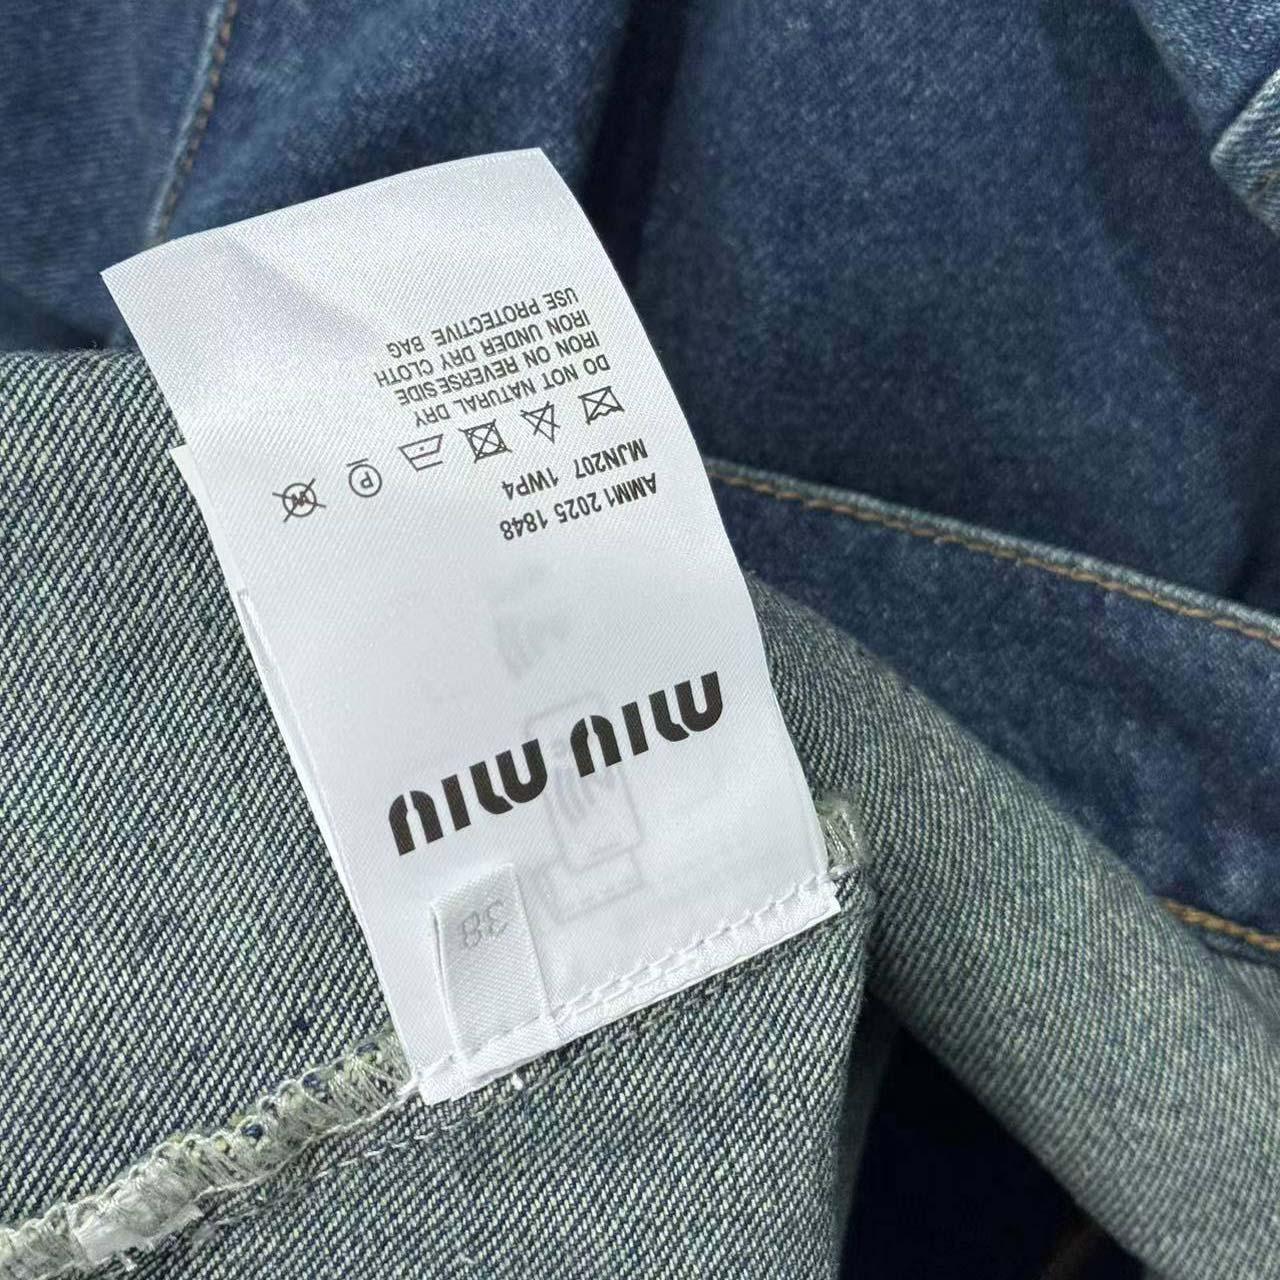 MIU MIU
AMM1 2025 1848
MJN207 1WP4
P
W
DO NOT NATURAL DRY
IRON ON REVERSE SIDE
IRON UNDER DRY CLOTH
USE PROTECTIVE BAG
38